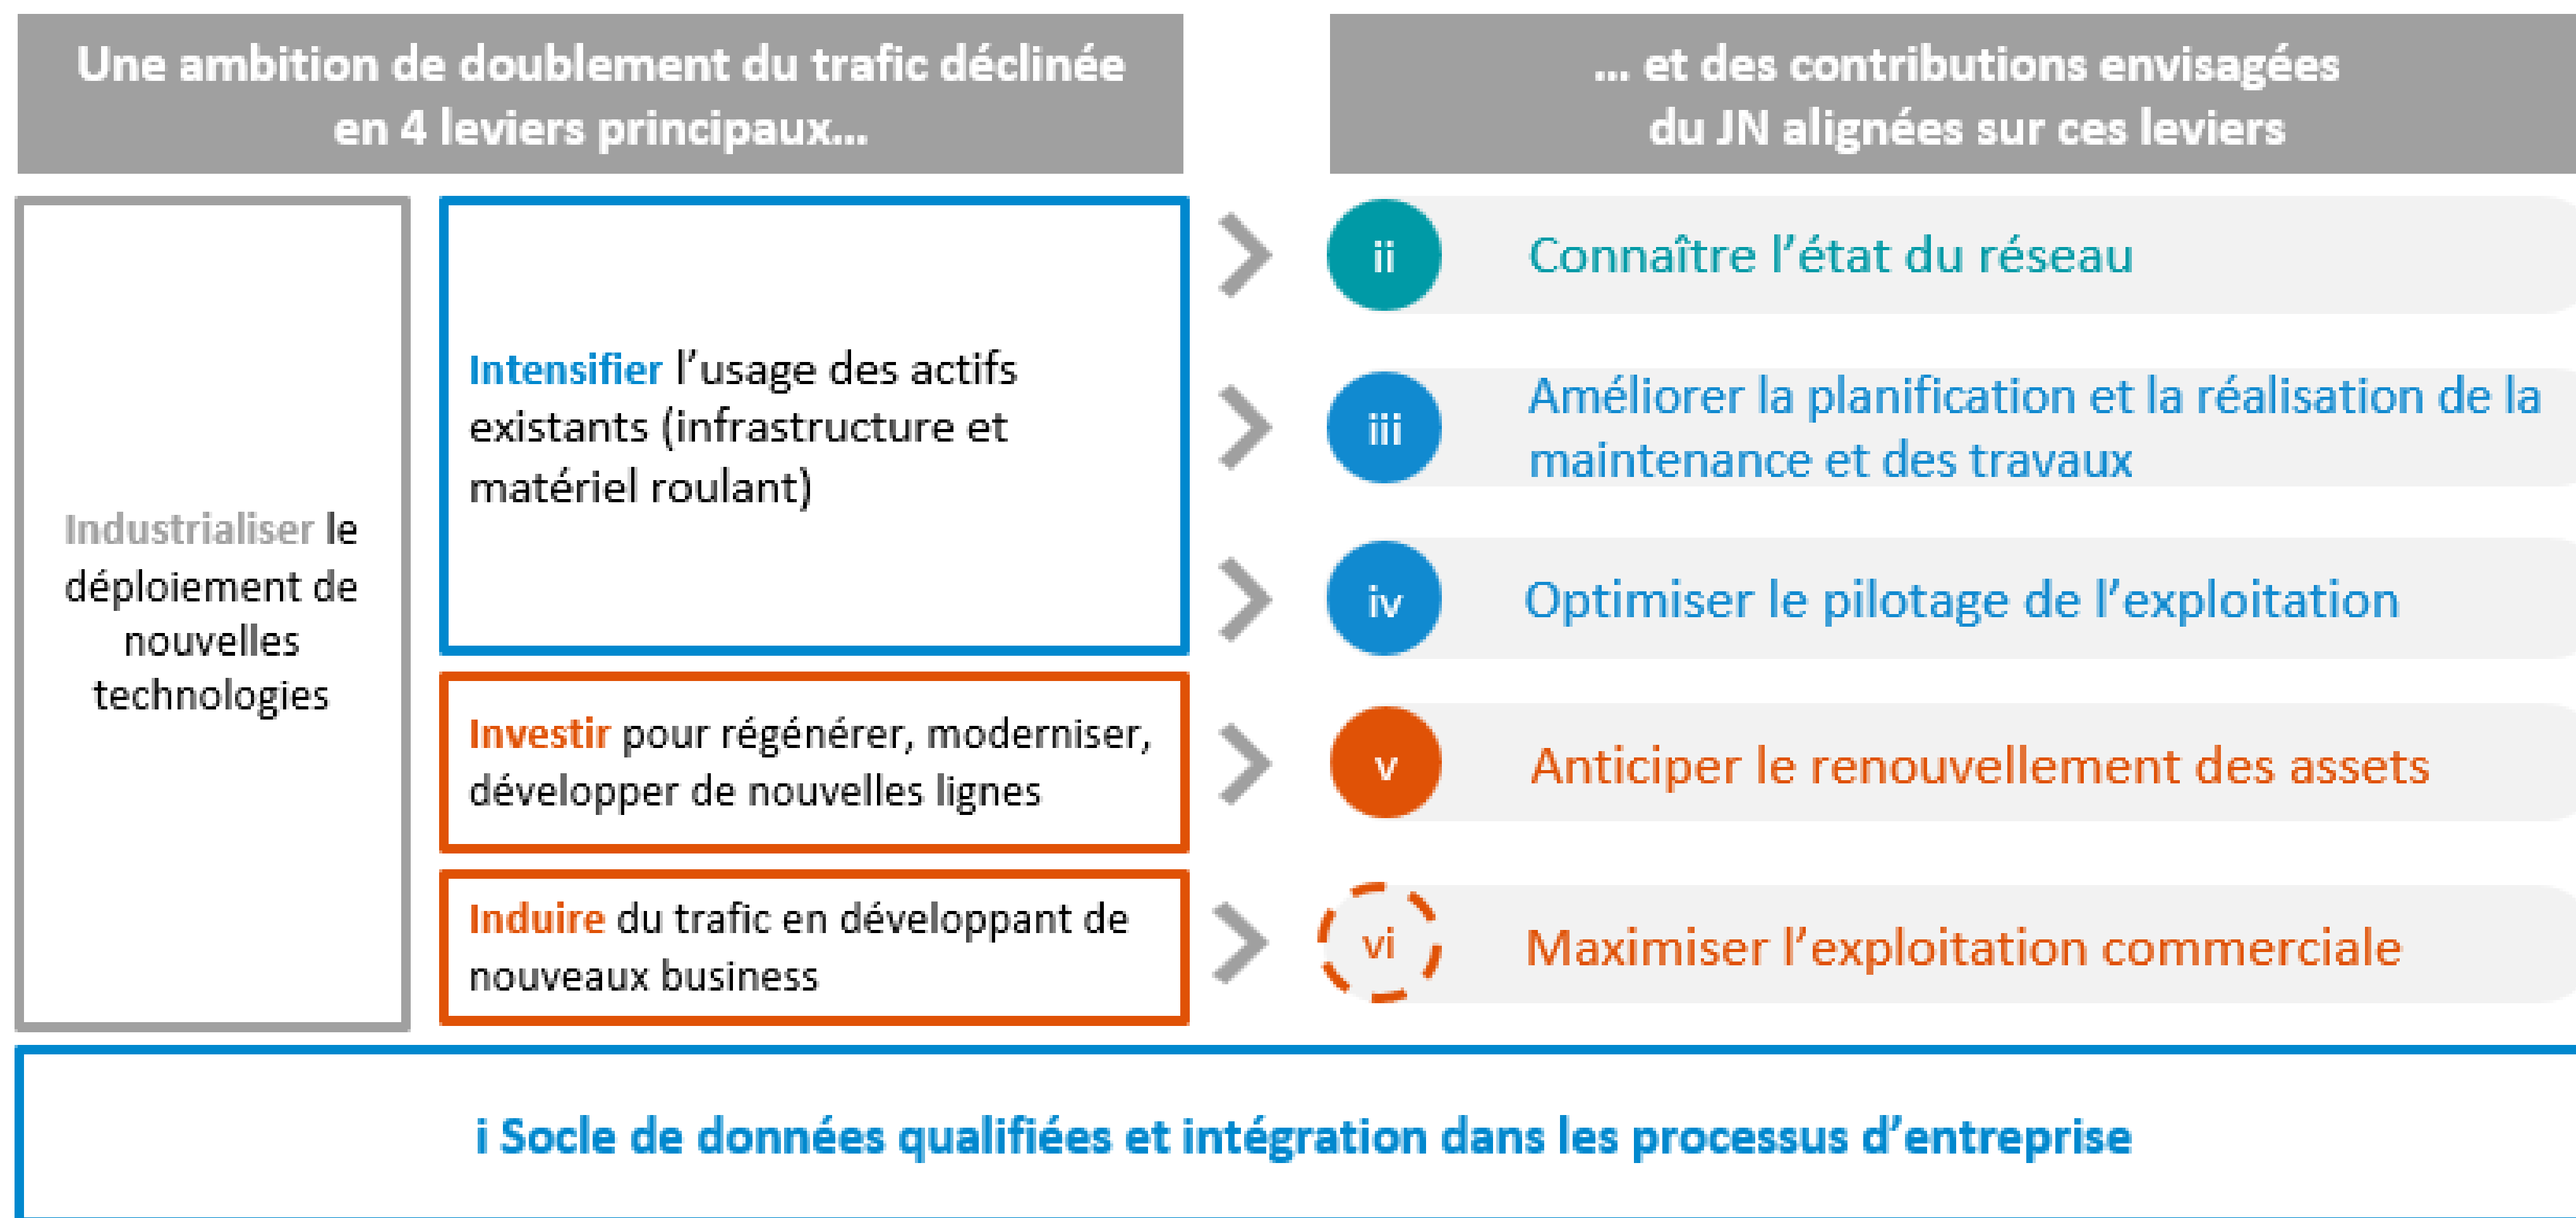 Une ambition de doublement du trafic déclinée
en 4 leviers principaux...
... et des contributions envisagées
du JN alignées sur ces leviers
Industrialiser le
déploiement de
nouvelles
technologies
Intensifier l'usage des actifs
existants (infrastructure et
matériel roulant)
Investir pour régénérer, moderniser,
développer de nouvelles lignes
Induire du trafic en développant de
nouveaux business
ii Connaître l'état du réseau
iii Améliorer la planification et la réalisation de la
maintenance et des travaux
iv Optimiser le pilotage de l'exploitation
v Anticiper le renouvellement des assets
vi Maximiser l'exploitation commerciale
i Socle de données qualifiées et intégration dans les processus d'entreprise